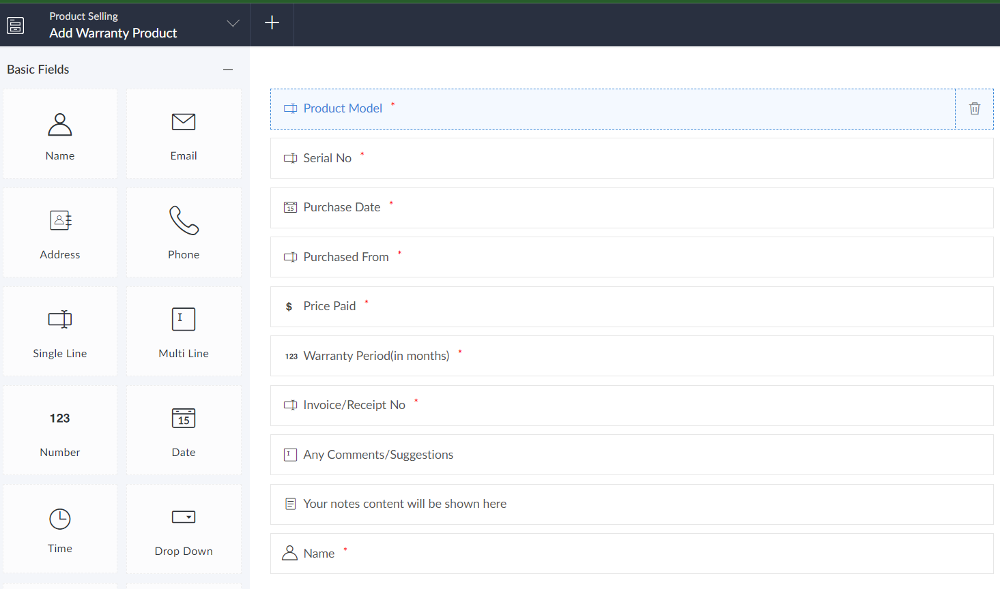 Product Selling
Add Warranty Product
Basic Fields
Name
Email
Address
Phone
Single Line
Multi Line
123
Number
15
Date
Time
Drop Down
Product Model *
Serial No *
15 Purchase Date *
Purchased From *
$ Price Paid *
123 Warranty Period(in months) *
Invoice/Receipt No *
Any Comments/Suggestions
Your notes content will be shown here
Name *